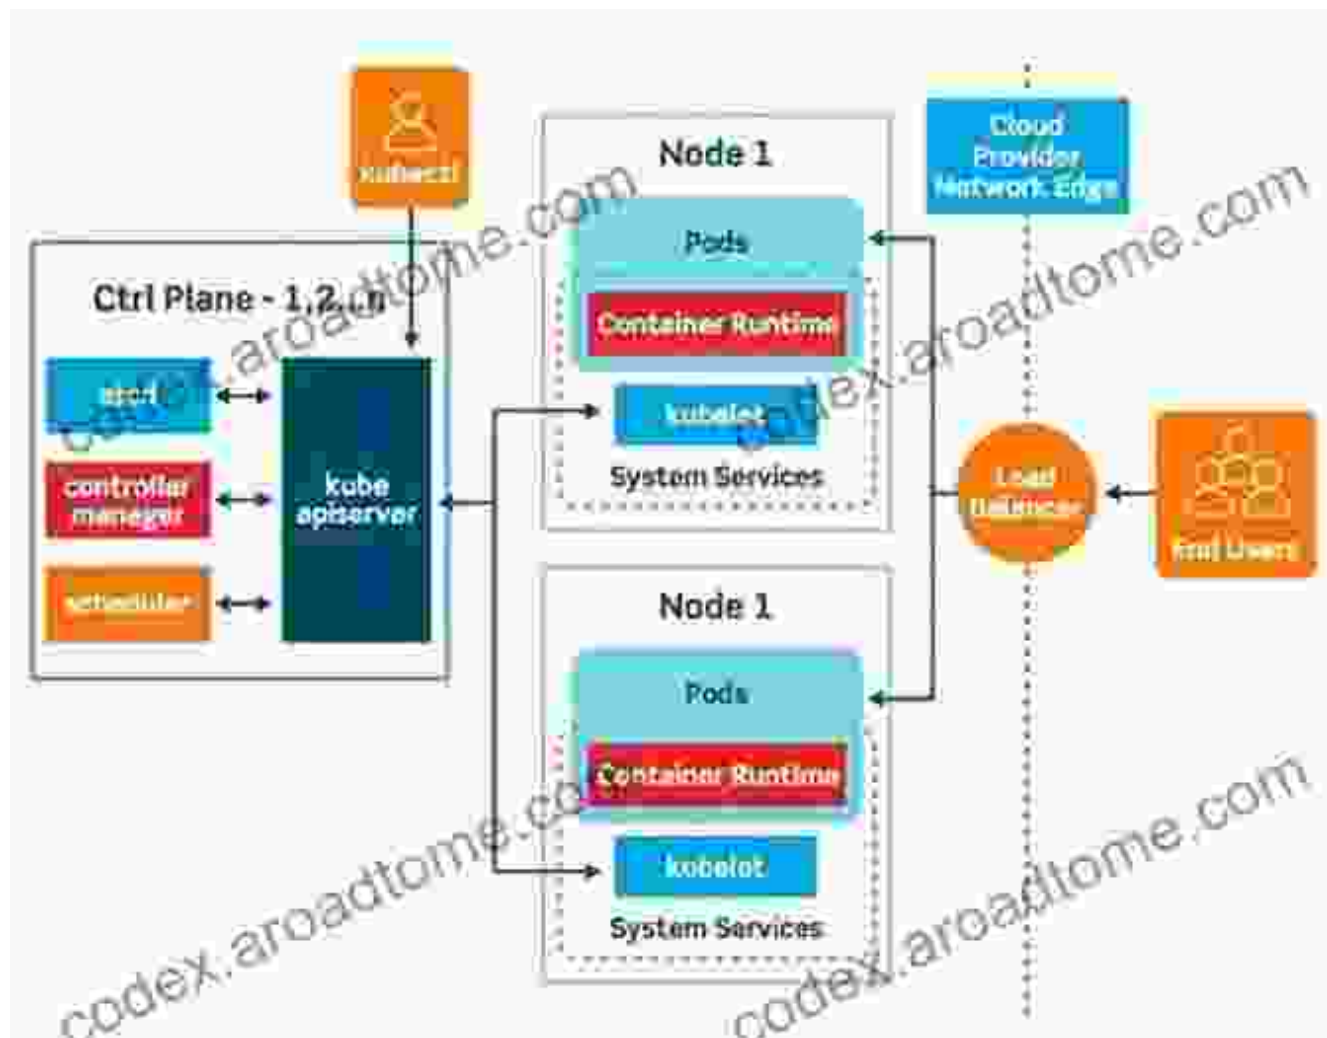 kubectl
Node 1
Cloud
Provider
Network Edge
Pods
Ctrl Plane - 1,2...n
Container Runtime
etcd
kubelet
System Services
controller
manager
kube
apiserver
Load
Balancer
End Users
scheduler
Node 1
Pods
Container Runtime
kubelet
System Services
codex.aroadtome.com
codex.aroadtome.com
codex.aroadtome.com
codex.aroadtome.com